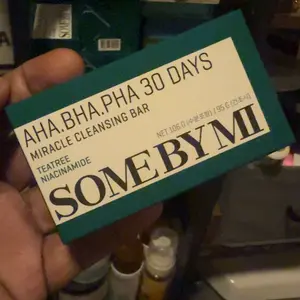 AHA.BHA.PHA 30 DAYS
MIRACLE CLEANSING BAR
TEATREE
NIACINAMIDE
SOME BY MI